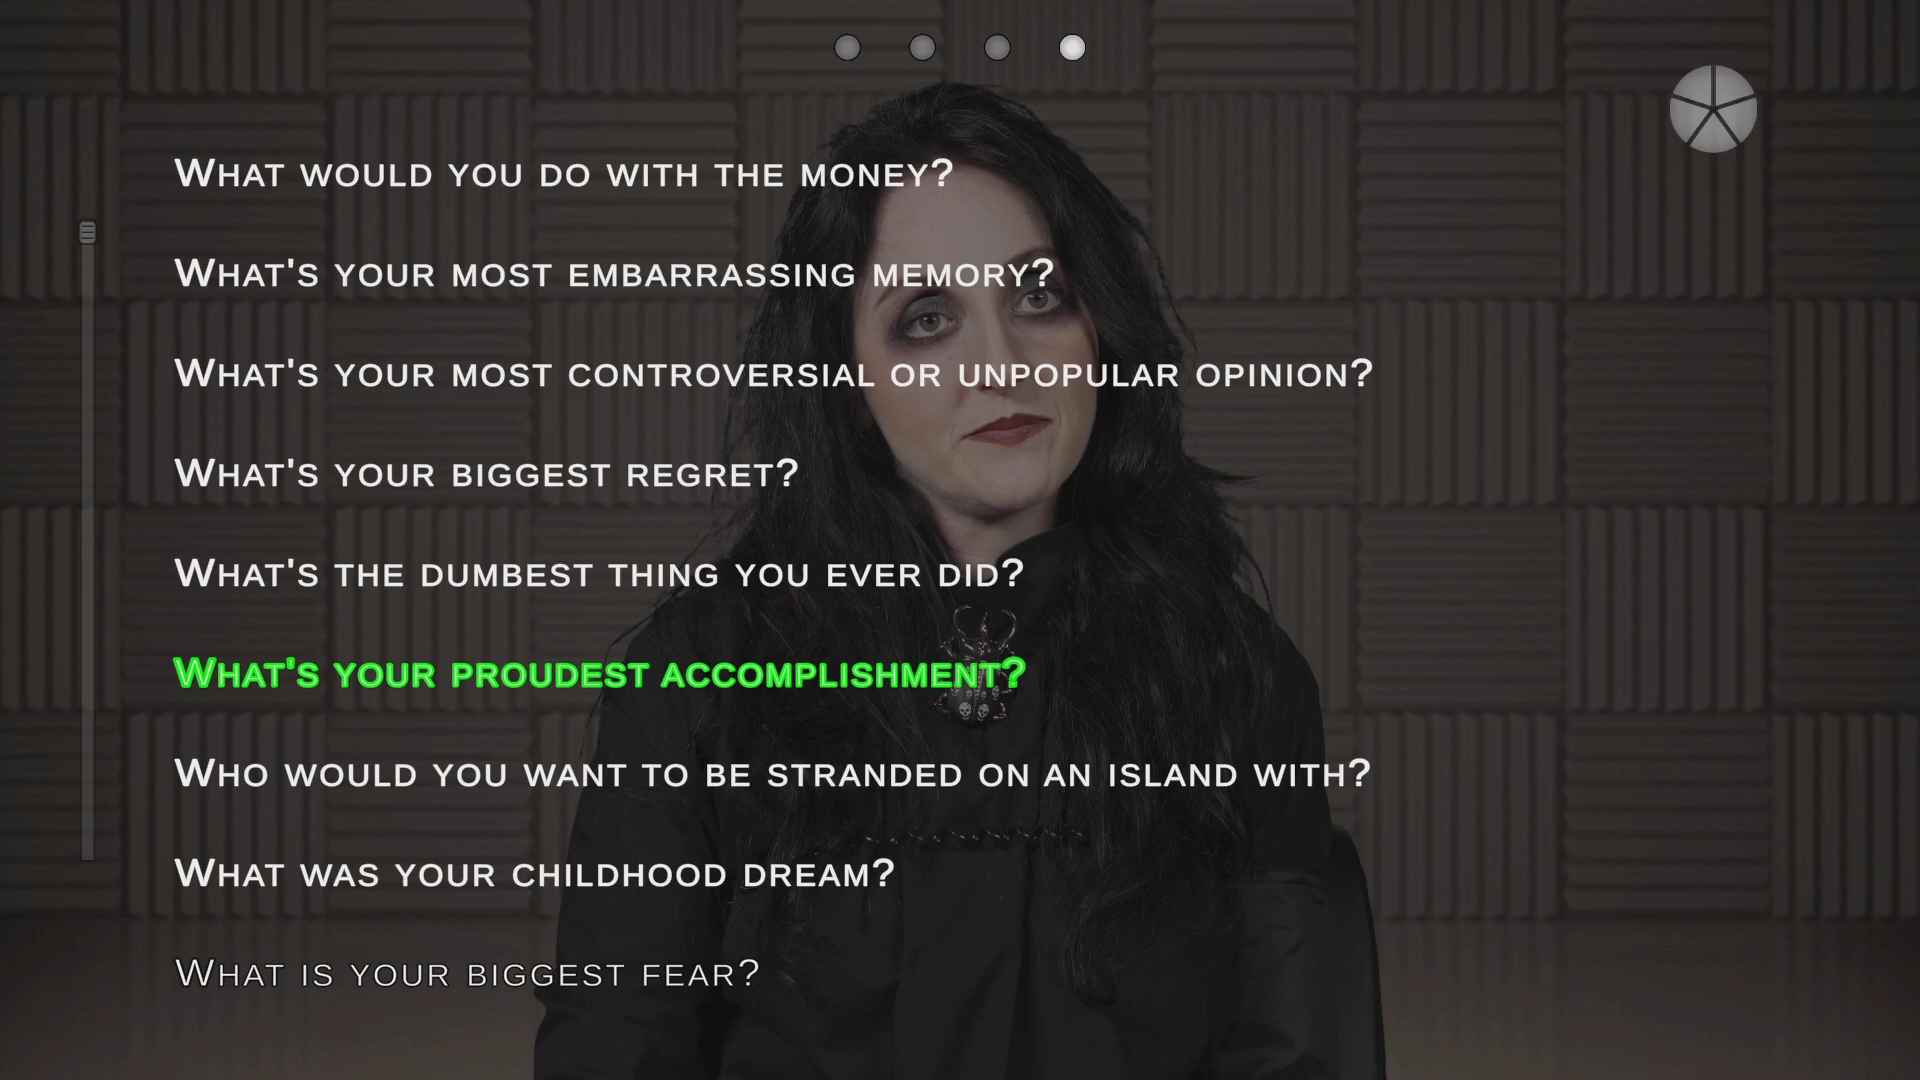 What would you do with the money?
What's your most embarrassing memory?
What's your most controversial or unpopular opinion?
What's your biggest regret?
What's the dumbest thing you ever did?
What's your proudest accomplishment?
Who would you want to be stranded on an island with?
What was your childhood dream?
What is your biggest fear?